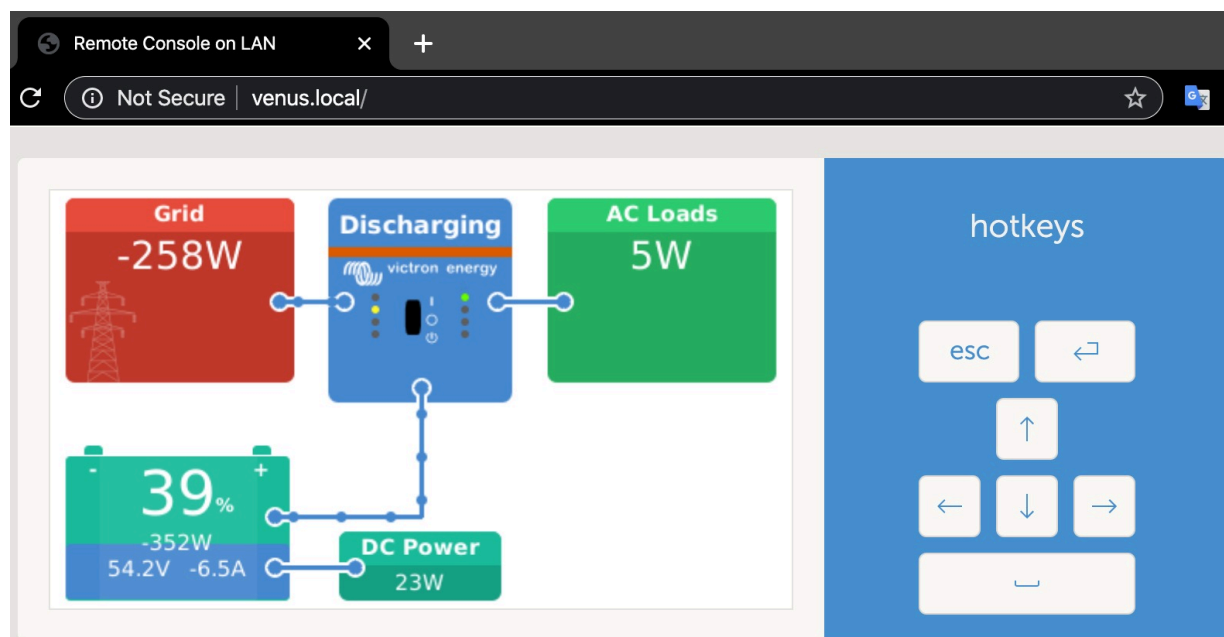 Remote Console on LAN
Not Secure venus.local/
Grid
-258W
Discharging
victron energy
AC Loads
5W
39%
-352W
54.2V -6.5A
- +
DC Power
23W
hotkeys
esc